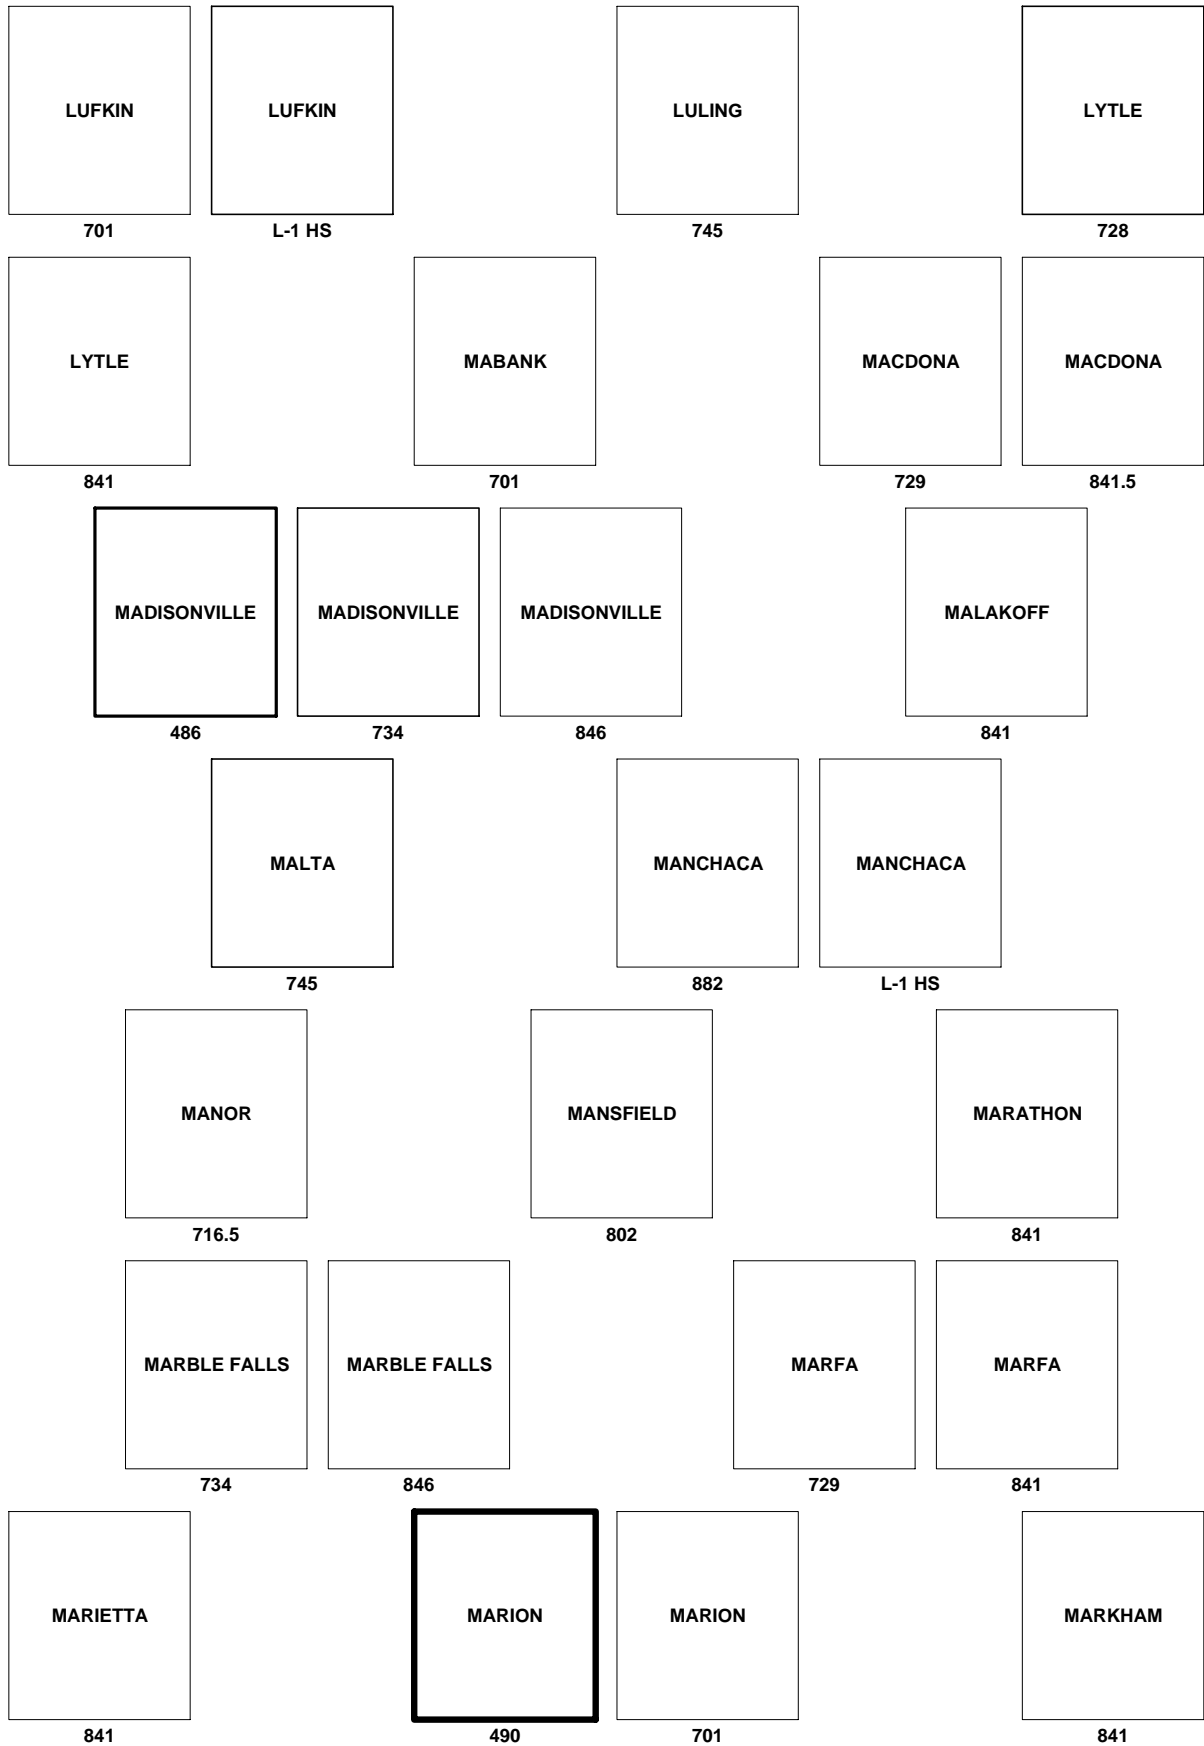 LUFKIN LUFKIN LULING LYTLE
701 L-1 HS 745 728
LYTLE MABANK MACDONA MACDONA
841 701 729 841.5
MADISONVILLE MADISONVILLE MADISONVILLE MALAKOFF
486 734 846 841
MALTA MANCHACA MANCHACA
745 882 L-1 HS
MANOR MANSFIELD MARATHON
716.5 802 841
MARBLE FALLS MARBLE FALLS MARFA MARFA
734 846 729 841
MARIETTA MARION MARION MARKHAM
841 490 701 841